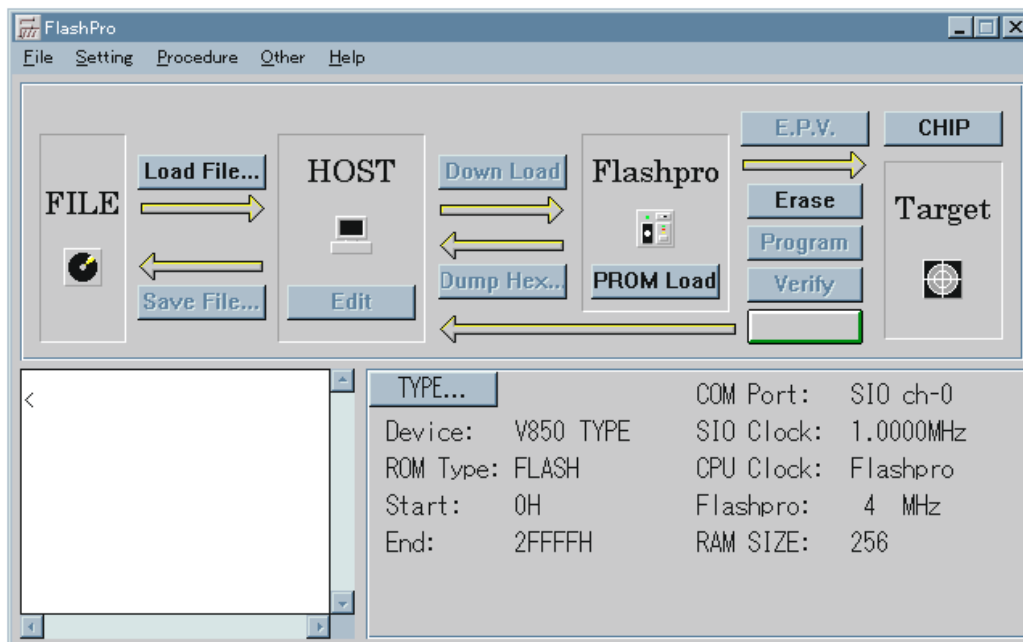 FlashPro
File Setting Procedure Other Help
FILE
Load File...
Save File...
HOST
Edit
Down Load
Dump Hex...
Flashpro
PROM Load
E.P.V.
Erase
Program
Verify
CHIP
Target
<
TYPE...
Device: V850 TYPE
ROM Type: FLASH
Start: 0H
End: 2FFFFH
COM Port: SIO ch-0
SIO Clock: 1.0000MHz
CPU Clock: Flashpro
Flashpro: 4 MHz
RAM SIZE: 256